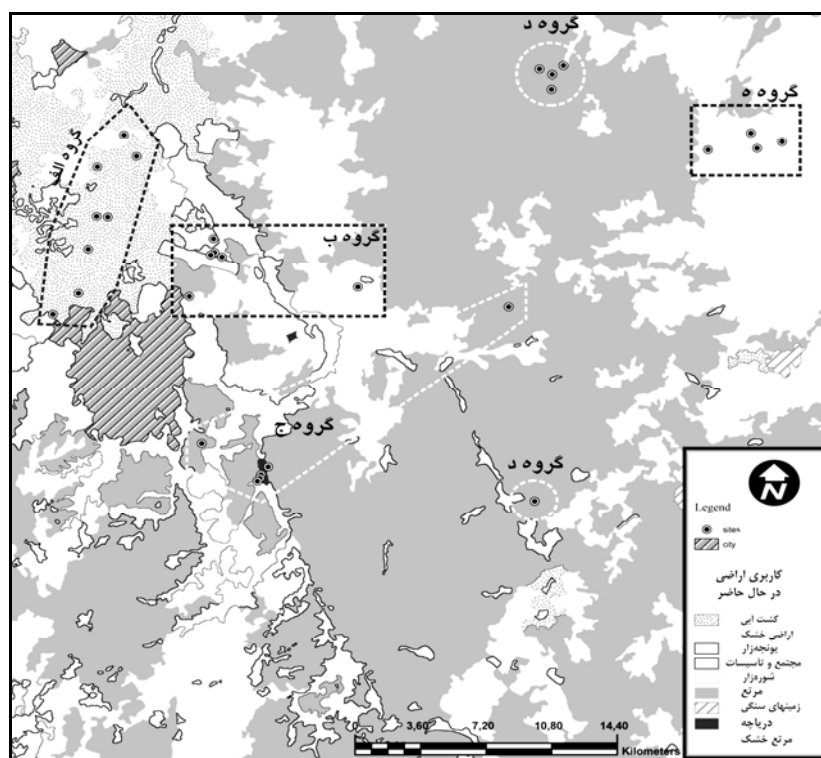 گروه د
گروه ه
گروه الف
گروه ب
گروه ج
گروه د
N
Legend
sites
city
کاربری اراضی
در حال حاضر
کشت آبی
اراضی خشک
یونجه‌زار
مجتمع و تاسیسات
شوره‌زار
مرتع
زمینهای سنگی
دریاچه
مرتع خشک
0 3,60 7,20 10,80 14,40
Kilometers